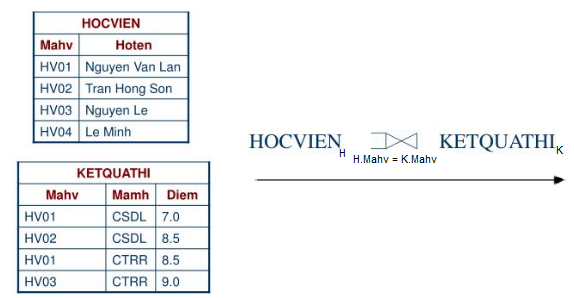 HOCVIEN
Mahv Hoten
HV01 Nguyen Van Lan
HV02 Tran Hong Son
HV03 Nguyen Le
HV04 Le Minh
KETQUATHI
Mahv Mamh Diem
HV01 CSDL 7.0
HV02 CSDL 8.5
HV01 CTRR 8.5
HV03 CTRR 9.0
HOCVIEN H ⟕ KETQUATHI K
H.Mahv = K.Mahv